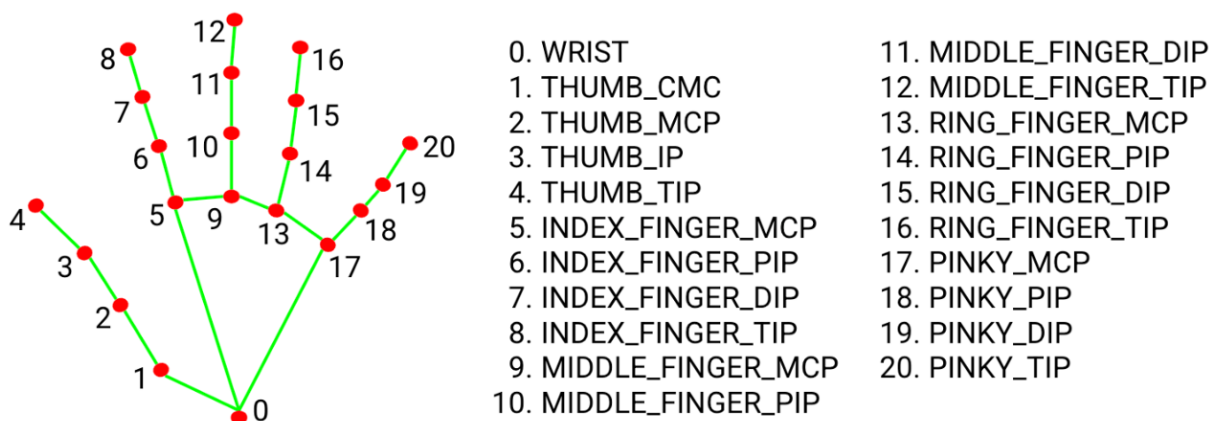 12
8
16
11
7
15
10
6
20
14
19
4
5
9
18
13
3
17
2
1
0
0. WRIST
1. THUMB_CMC
2. THUMB_MCP
3. THUMB_IP
4. THUMB_TIP
5. INDEX_FINGER_MCP
6. INDEX_FINGER_PIP
7. INDEX_FINGER_DIP
8. INDEX_FINGER_TIP
9. MIDDLE_FINGER_MCP
10. MIDDLE_FINGER_PIP
11. MIDDLE_FINGER_DIP
12. MIDDLE_FINGER_TIP
13. RING_FINGER_MCP
14. RING_FINGER_PIP
15. RING_FINGER_DIP
16. RING_FINGER_TIP
17. PINKY_MCP
18. PINKY_PIP
19. PINKY_DIP
20. PINKY_TIP